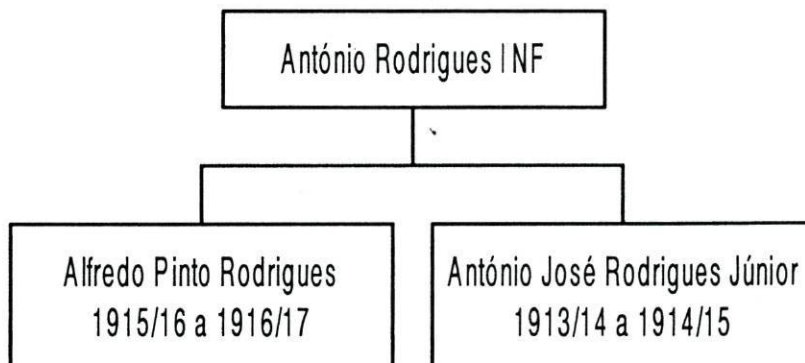 António Rodrigues I NF
Alfredo Pinto Rodrigues
1915/16 a 1916/17
António José Rodrigues Júnior
1913/14 a 1914/15